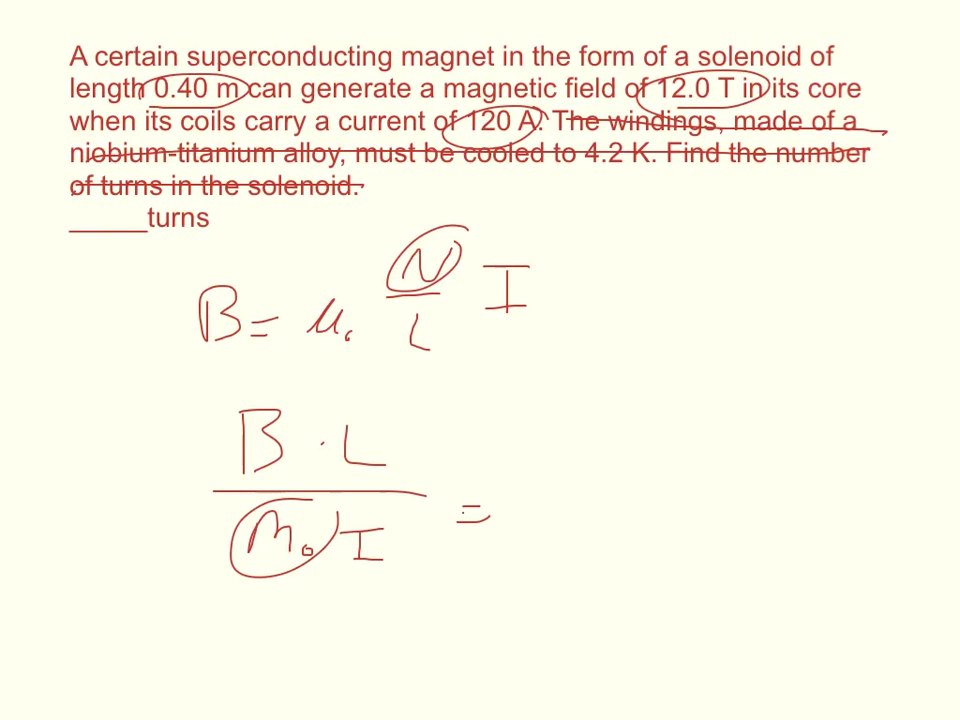 A certain superconducting magnet in the form of a solenoid of
length 0.40 m can generate a magnetic field of 12.0 T in its core
when its coils carry a current of 120 A. The windings, made of a
niobium-titanium alloy, must be cooled to 4.2 K. Find the number
of turns in the solenoid.
_____turns
B = μ₀ N/L I
B · L / μ₀ I =